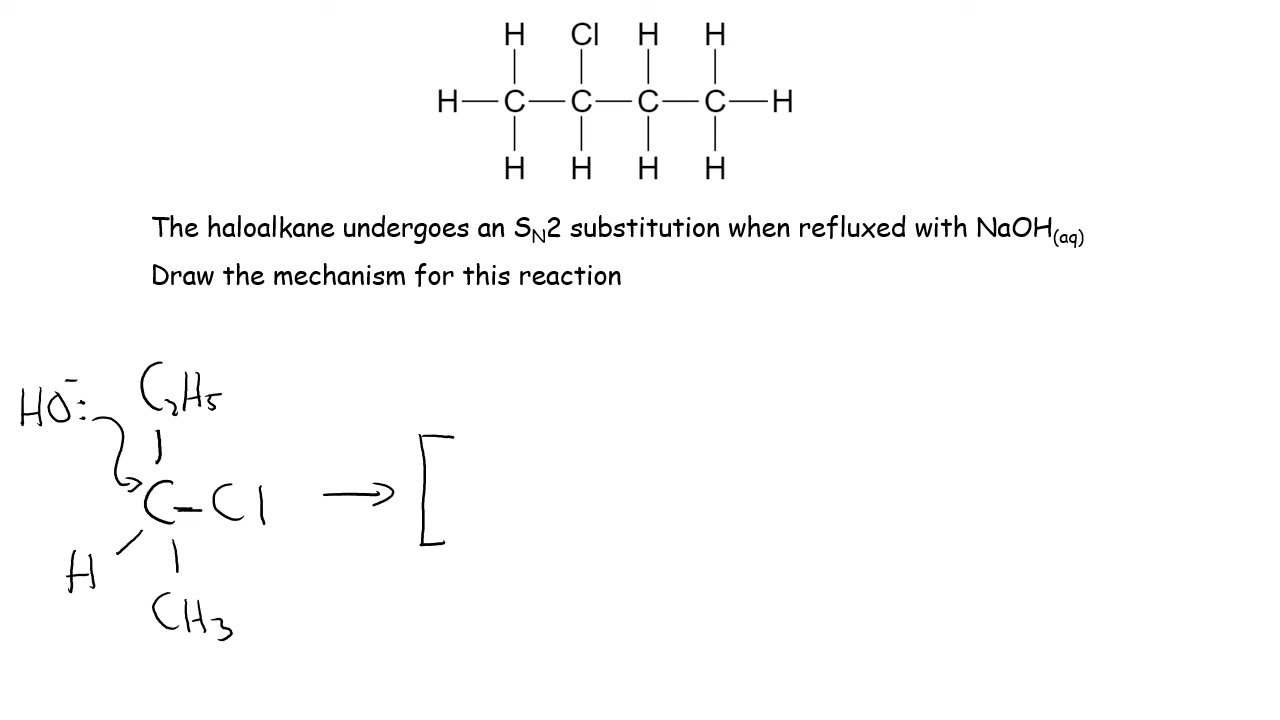 H Cl H H
H—C—C—C—C—H
H H H H
The haloalkane undergoes an SN2 substitution when refluxed with NaOH(aq)
Draw the mechanism for this reaction
HO:⁻ C₂H₅
C-Cl → [
H
CH₃